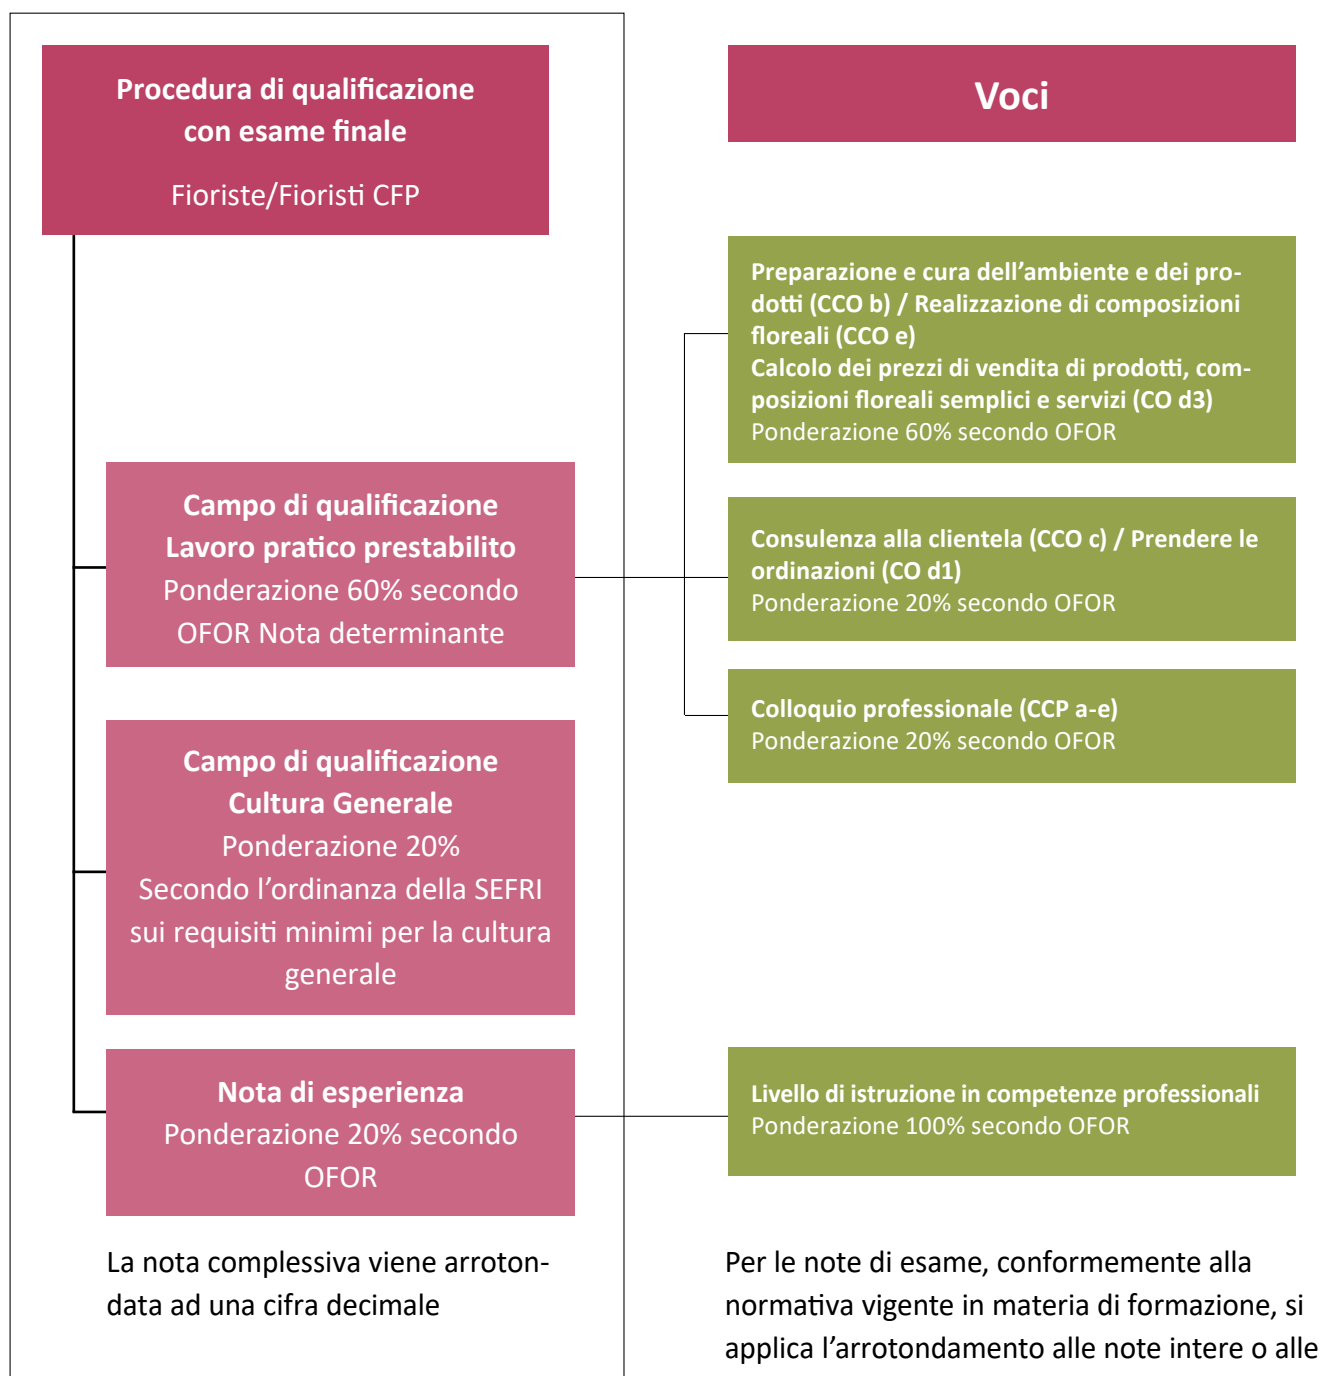 Procedura di qualificazione
con esame finale
Fioriste/Fioristi CFP
Campo di qualificazione
Lavoro pratico prestabilito
Ponderazione 60% secondo
OFOR Nota determinante
Campo di qualificazione
Cultura Generale
Ponderazione 20%
Secondo l’ordinanza della SEFRI
sui requisiti minimi per la cultura
generale
Nota di esperienza
Ponderazione 20% secondo
OFOR
La nota complessiva viene arroton-
data ad una cifra decimale
Voci
Preparazione e cura dell’ambiente e dei pro-
dotti (CCO b) / Realizzazione di composizioni
floreali (CCO e)
Calcolo dei prezzi di vendita di prodotti, com-
posizioni floreali semplici e servizi (CO d3)
Ponderazione 60% secondo OFOR
Consulenza alla clientela (CCO c) / Prendere le
ordinazioni (CO d1)
Ponderazione 20% secondo OFOR
Colloquio professionale (CCP a-e)
Ponderazione 20% secondo OFOR
Livello di istruzione in competenze professionali
Ponderazione 100% secondo OFOR
Per le note di esame, conformemente alla
normativa vigente in materia di formazione, si
applica l’arrotondamento alle note intere o alle